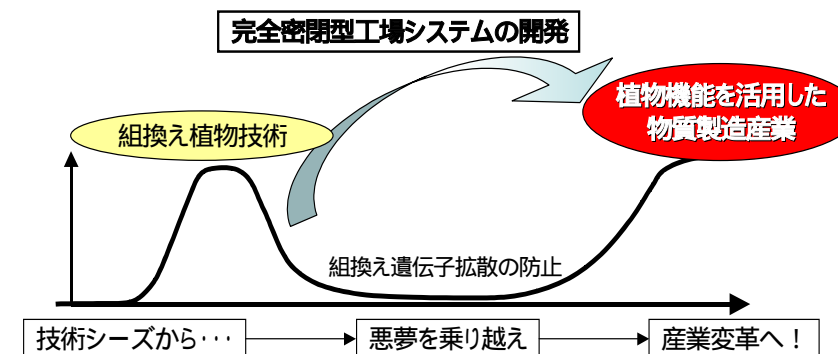 完全密閉型工場システムの開発
組換え植物技術
植物機能を活用した
物質製造産業
組換え遺伝子拡散の防止
技術シーズから･･･
悪夢を乗り越え
産業変革へ！